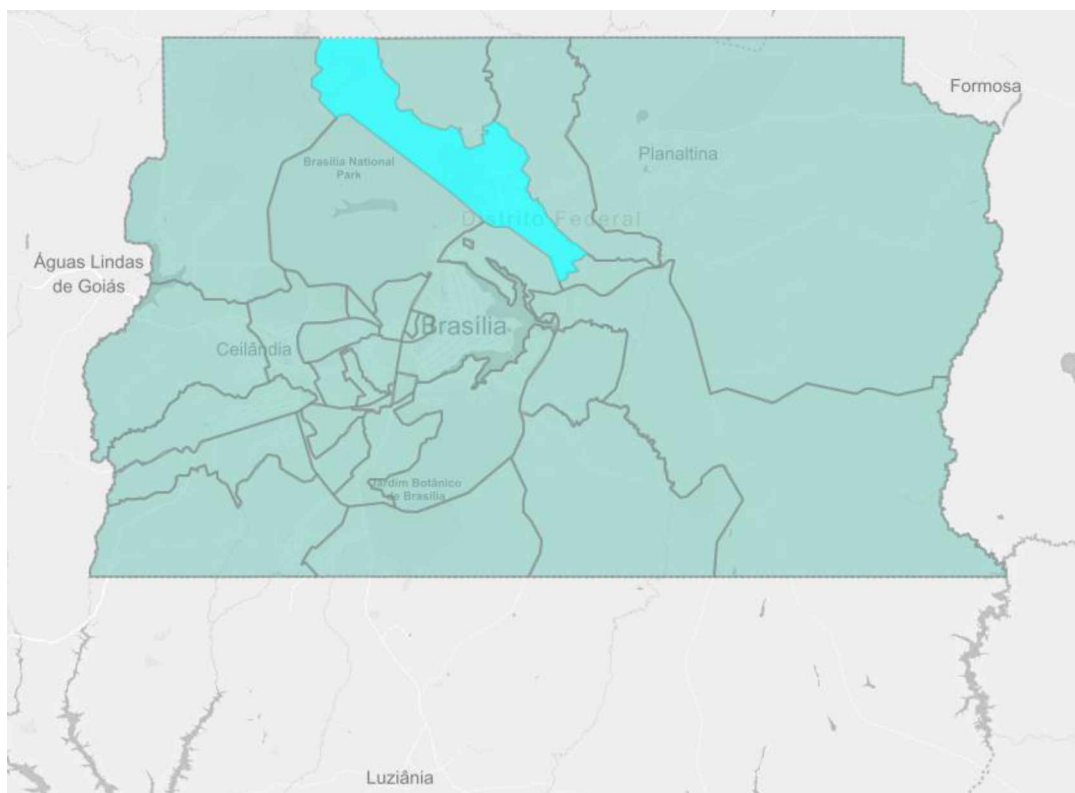 Formosa
Planaltina
Brasília National
Park
Distrito Federal
Águas Lindas
de Goiás
Brasília
Ceilândia
Jardim Botânico
de Brasília
Luziânia